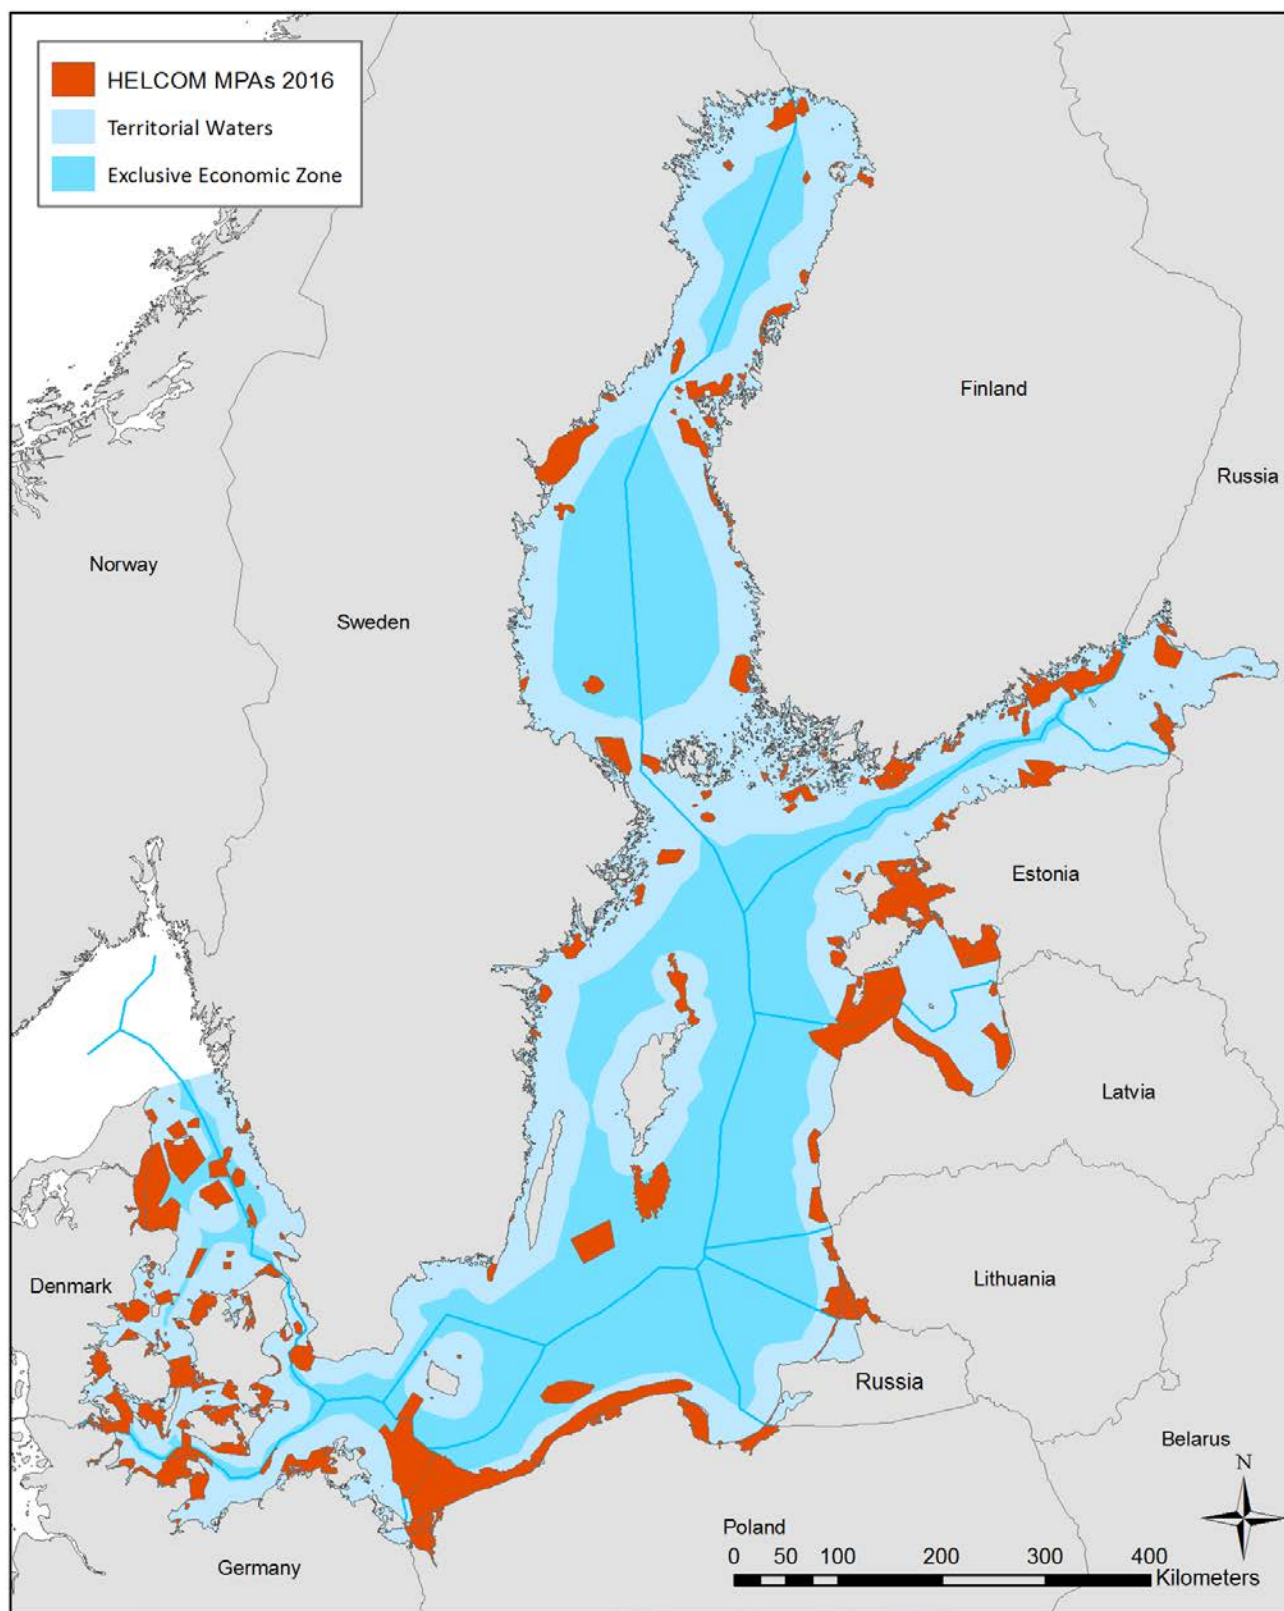 HELCOM MPAs 2016
Territorial Waters
Exclusive Economic Zone
Finland
Russia
Norway
Sweden
Estonia
Latvia
Denmark
Lithuania
Russia
Belarus
N
Poland
0 50 100 200 300 400
Kilometers
Germany